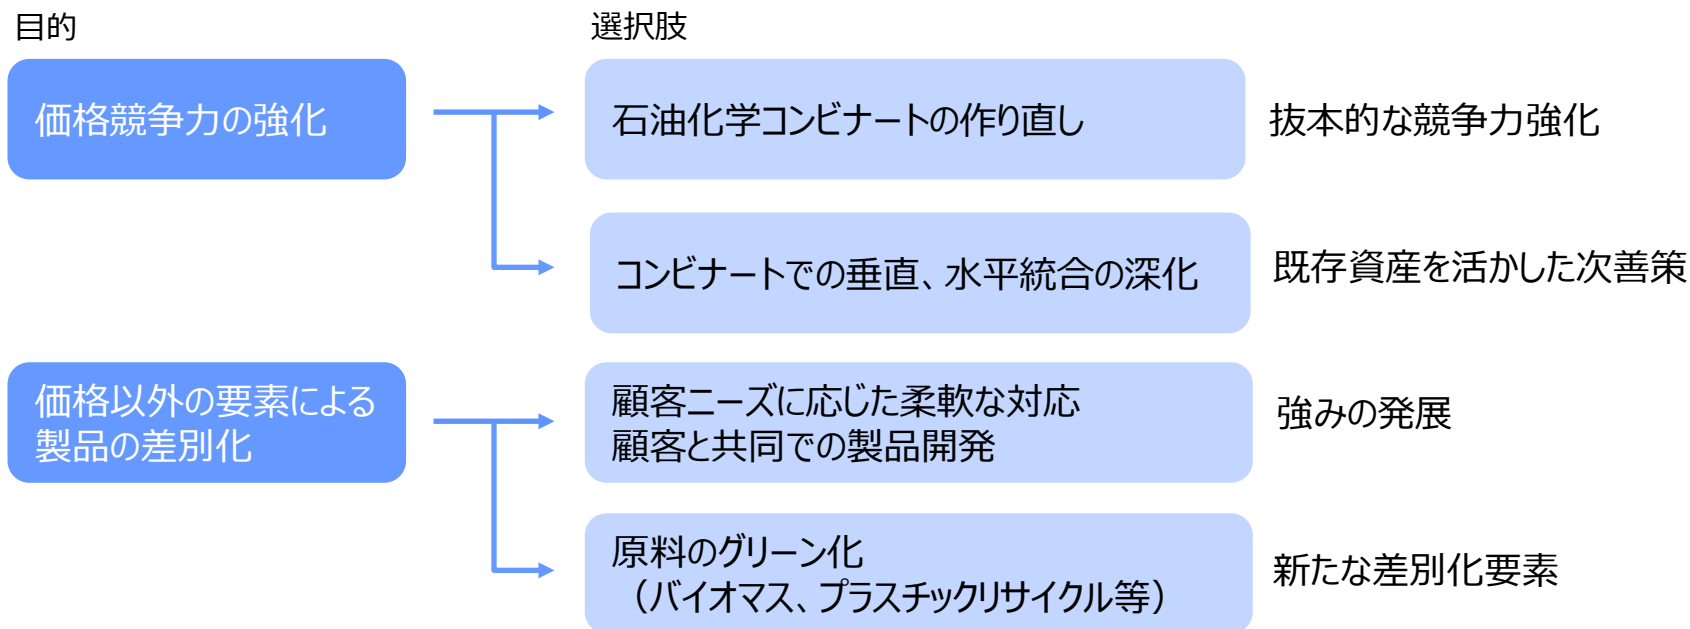 目的
選択肢
価格競争力の強化
石油化学コンビナートの作り直し
抜本的な競争力強化
コンビナートでの垂直、水平統合の深化
既存資産を活かした次善策
価格以外の要素による
製品の差別化
顧客ニーズに応じた柔軟な対応
顧客と共同での製品開発
強みの発展
原料のグリーン化
（バイオマス、プラスチックリサイクル等）
新たな差別化要素